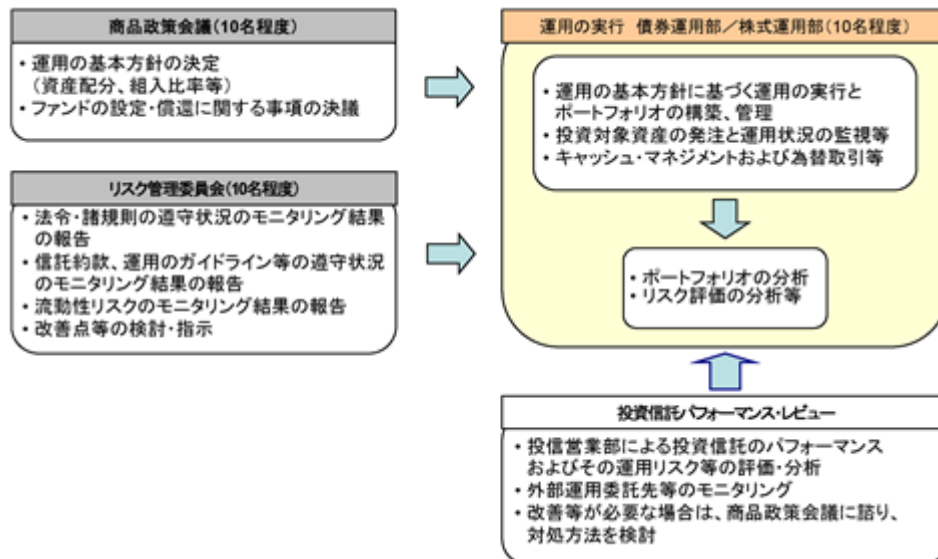 商品政策会議(10名程度)
・運用の基本方針の決定
(資産配分、組入比率等)
・ファンドの設定・償還に関する事項の決議
リスク管理委員会(10名程度)
・法令・諸規則の遵守状況のモニタリング結果
の報告
・信託約款、運用のガイドライン等の遵守状況
のモニタリング結果の報告
・流動性リスクのモニタリング結果の報告
・改善点等の検討・指示
運用の実行 債券運用部/株式運用部(10名程度)
・運用の基本方針に基づく運用の実行と
ポートフォリオの構築、管理
・投資対象資産の発注と運用状況の監視等
・キャッシュ・マネジメントおよび為替取引等
・ポートフォリオの分析
・リスク評価の分析等
投資信託パフォーマンス・レビュー
・投信営業部による投資信託のパフォーマンス
およびその運用リスク等の評価・分析
・外部運用委託先等のモニタリング
・改善等が必要な場合は、商品政策会議に諮り、
対処方法を検討